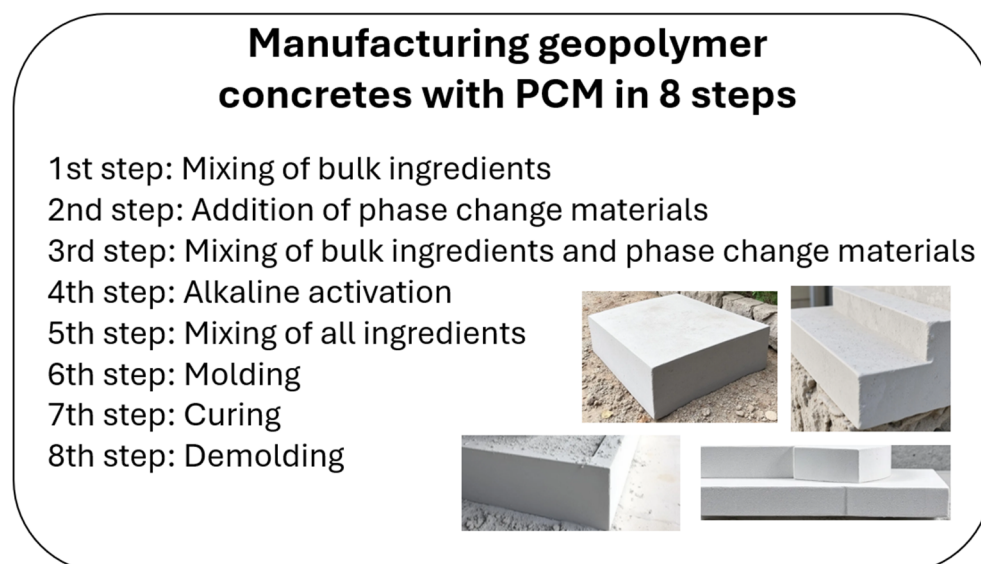 Manufacturing geopolymer
concretes with PCM in 8 steps
1st step: Mixing of bulk ingredients
2nd step: Addition of phase change materials
3rd step: Mixing of bulk ingredients and phase change materials
4th step: Alkaline activation
5th step: Mixing of all ingredients
6th step: Molding
7th step: Curing
8th step: Demolding